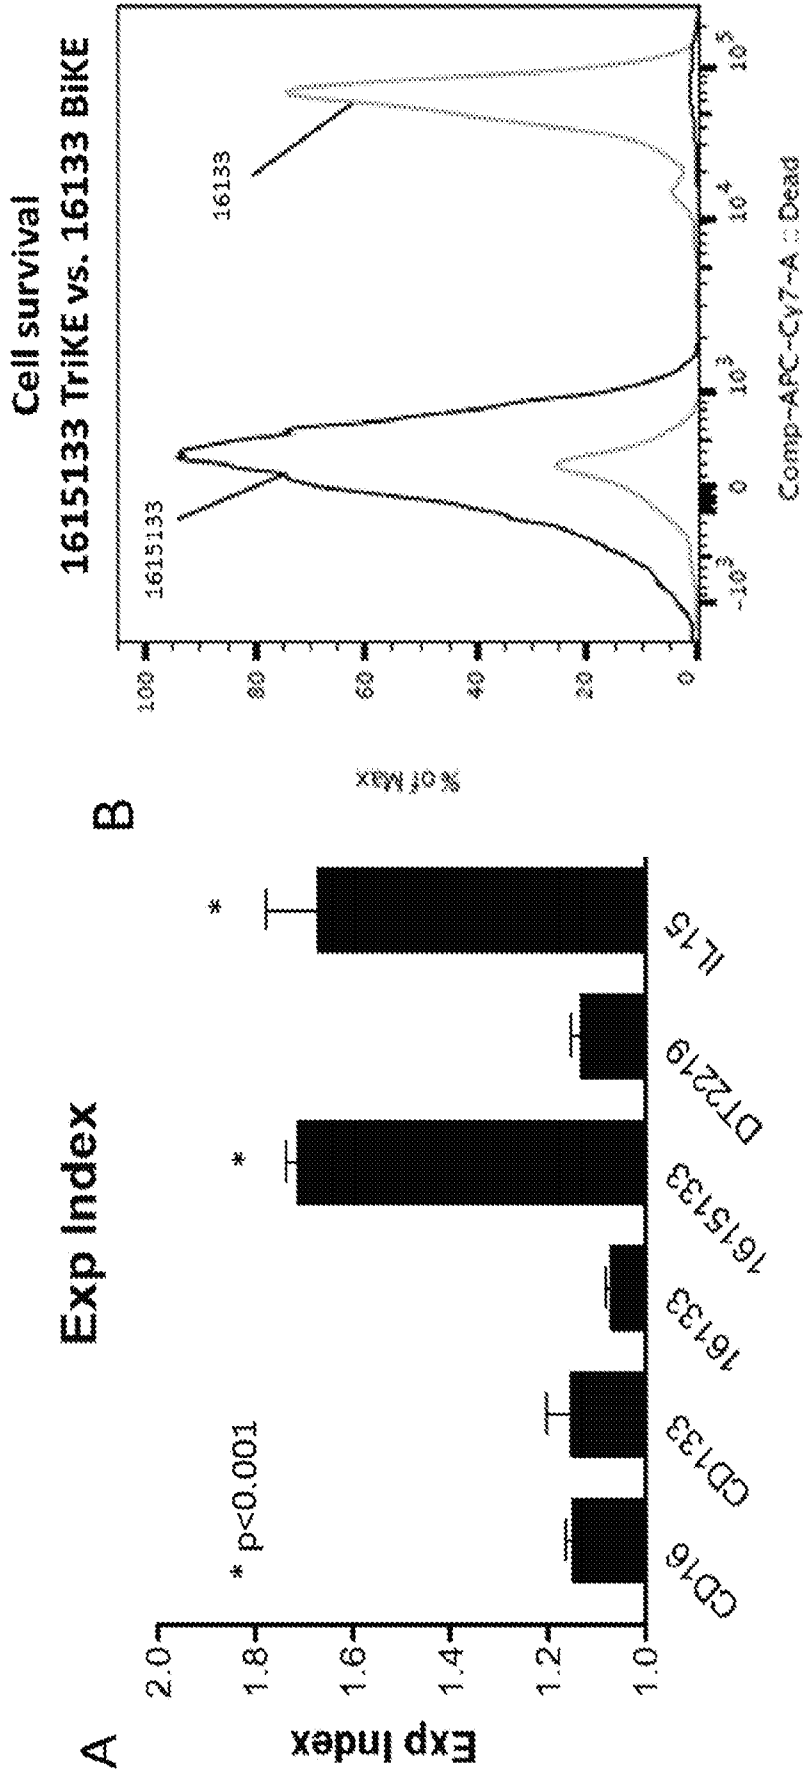 A
Exp Index
Exp Index
2.0
1.8
1.6
1.4
1.2
1.0
* p<0.001
*
*
CD16
CD133
16133
1615133
DT2219
IL15
B
Cell survival
1615133 TriKE vs. 16133 BiKE
% of Max
100
80
60
40
20
0
1615133
16133
-10³
0
10³
10⁴
10⁵
Comp-APC-Cy7-A :: Dead